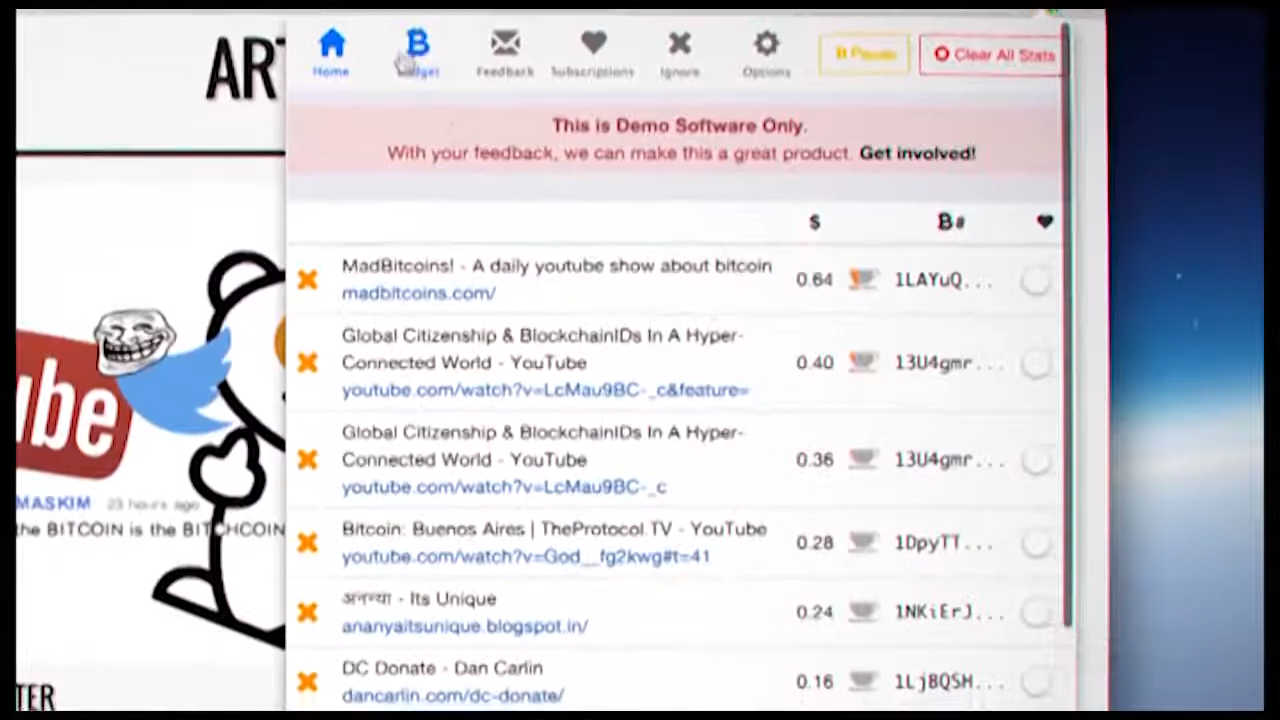 ART
Home
Budget
Feedback
Subscriptions
Ignore
Options
Clear All Stats
This is Demo Software Only.
With your feedback, we can make this a great product. Get involved!
$ B#
MadBitcoins! - A daily youtube show about bitcoin
madbitcoins.com/
0.64 1LAYuQ...
Global Citizenship & BlockchainIDs In A Hyper-
Connected World - YouTube
youtube.com/watch?v=LcMau9BC-_c&feature=
0.40 13U4gmr...
Global Citizenship & BlockchainIDs In A Hyper-
Connected World - YouTube
youtube.com/watch?v=LcMau9BC-_c
0.36 13U4gmr...
Bitcoin: Buenos Aires | TheProtocol.TV - YouTube
youtube.com/watch?v=God__fg2kwg#t=41
0.28 1DpyTT...
अनन्या - Its Unique
ananyaitsunique.blogspot.in/
0.24 1NKiErJ...
DC Donate - Dan Carlin
dancarlin.com/dc-donate/
0.16 1LjBQSH...
ube
MASKIM 23 hours ago
the BITCOIN is the BITCHCOIN
TER